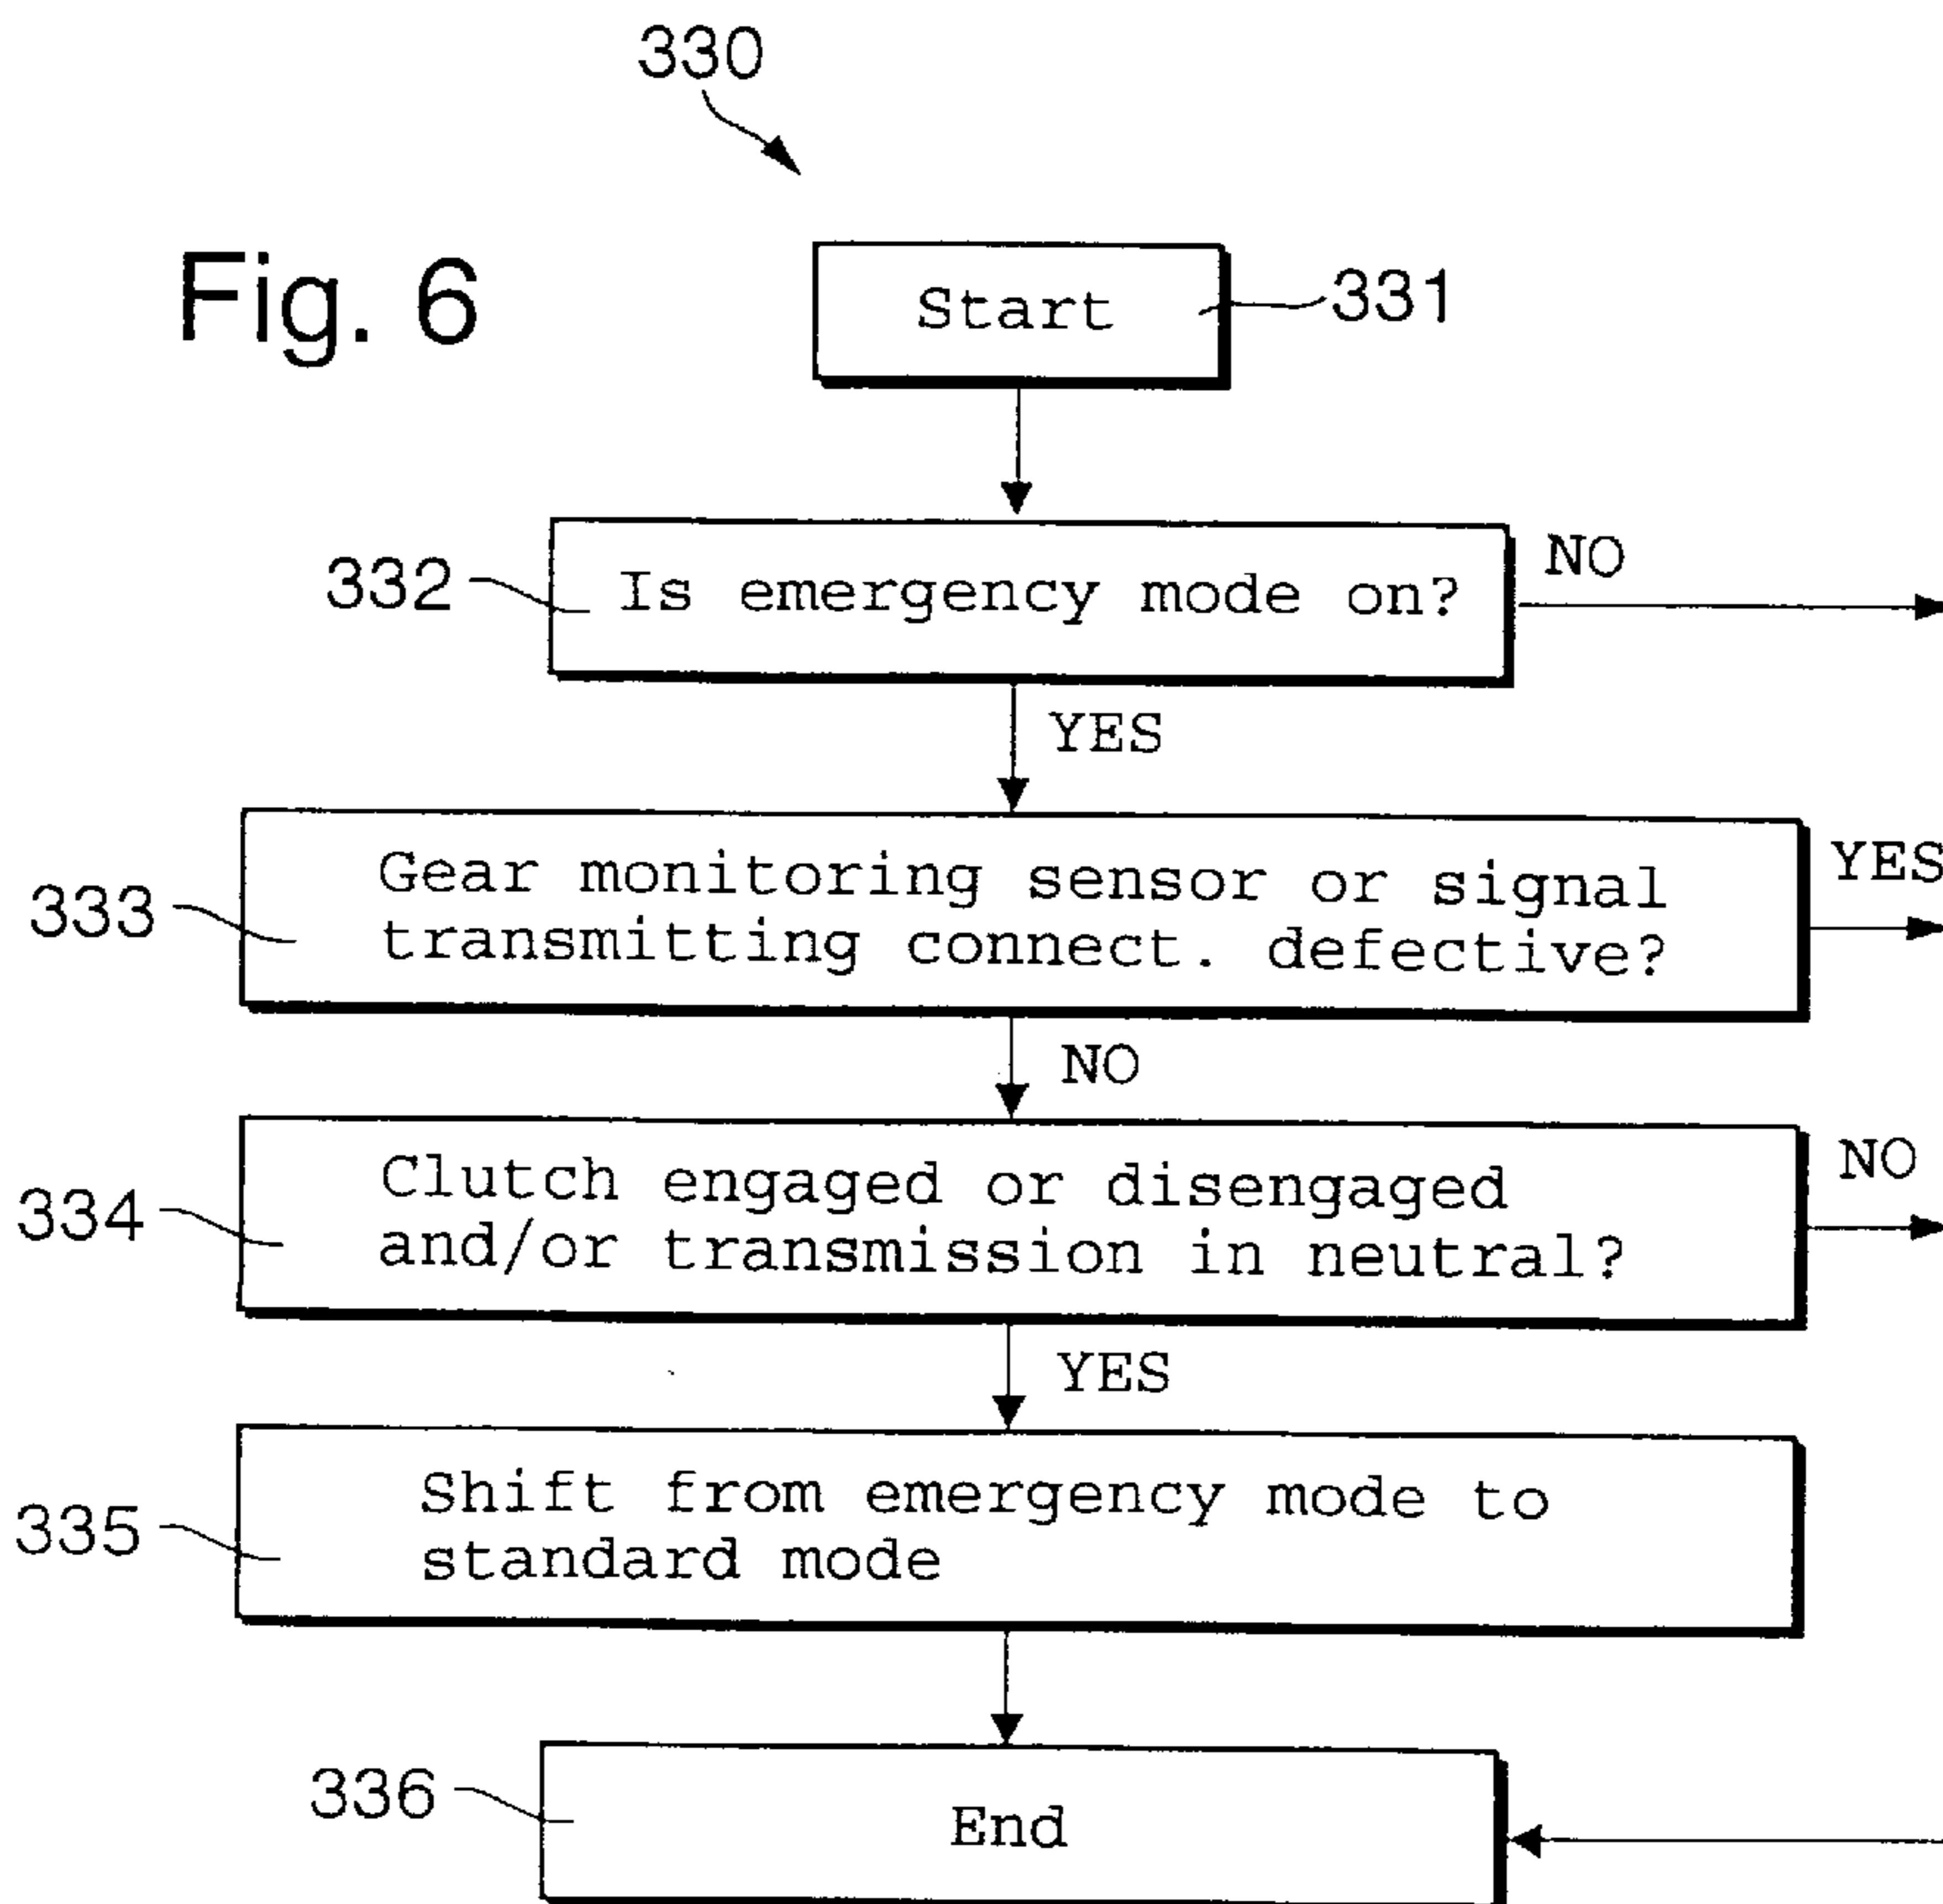 330
Fig. 6
Start
331
332
Is emergency mode on?
NO
YES
333
Gear monitoring sensor or signal
transmitting connect. defective?
YES
NO
334
Clutch engaged or disengaged
and/or transmission in neutral?
NO
YES
335
Shift from emergency mode to
standard mode
336
End